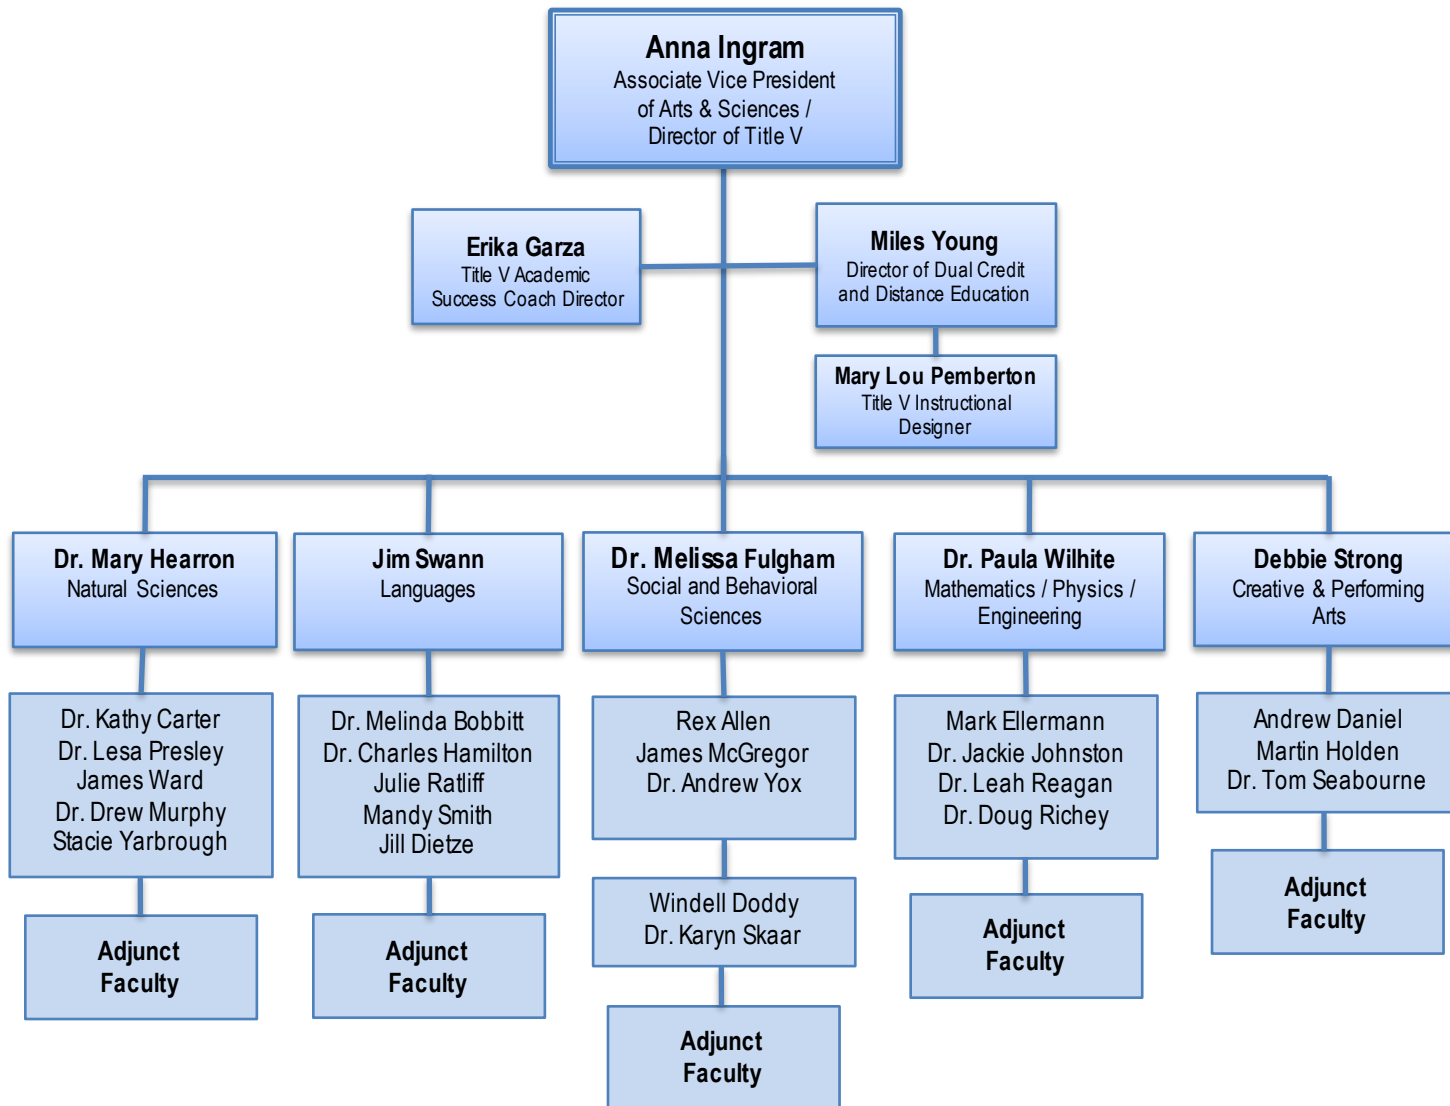 Anna Ingram
Associate Vice President
of Arts & Sciences /
Director of Title V
Erika Garza
Title V Academic
Success Coach Director
Miles Young
Director of Dual Credit
and Distance Education
Mary Lou Pemberton
Title V Instructional
Designer
Dr. Mary Hearron
Natural Sciences
Jim Swann
Languages
Dr. Melissa Fulgham
Social and Behavioral
Sciences
Dr. Paula Wilhite
Mathematics / Physics /
Engineering
Debbie Strong
Creative & Performing
Arts
Dr. Kathy Carter
Dr. Lesa Presley
James Ward
Dr. Drew Murphy
Stacie Yarbrough
Dr. Melinda Bobbitt
Dr. Charles Hamilton
Julie Ratliff
Mandy Smith
Jill Dietze
Rex Allen
James McGregor
Dr. Andrew Yox
Mark Ellermann
Dr. Jackie Johnston
Dr. Leah Reagan
Dr. Doug Richey
Andrew Daniel
Martin Holden
Dr. Tom Seabourne
Adjunct
Faculty
Adjunct
Faculty
Windell Doddy
Dr. Karyn Skaar
Adjunct
Faculty
Adjunct
Faculty
Adjunct
Faculty